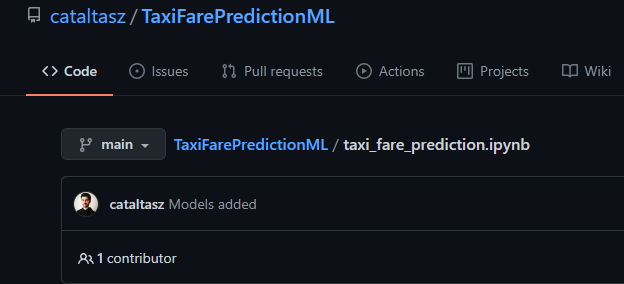 cataltasz / TaxiFarePredictionML
Code Issues Pull requests Actions Projects Wiki
main TaxiFarePredictionML / taxi_fare_prediction.ipynb
cataltasz Models added
1 contributor